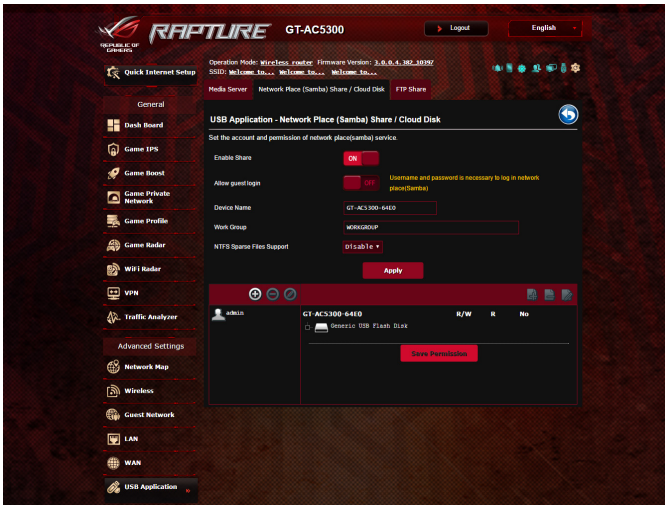 REPUBLIC OF
GAMERS
RAPTURE
GT-AC5300
Logout
English
Quick Internet Setup
Operation Mode: Wireless router Firmware Version: 3.0.0.4.382_10397
SSID: Welcome to... Welcome to... Welcome to...
Media Server
Network Place (Samba) Share / Cloud Disk
FTP Share
General
Dash Board
Game IPS
Game Boost
Game Private
Network
Game Profile
Game Radar
WiFi Radar
VPN
Traffic Analyzer
Advanced Settings
Network Map
Wireless
Guest Network
LAN
WAN
USB Application
USB Application - Network Place (Samba) Share / Cloud Disk
Set the account and permission of network place(samba) service.
Enable Share
ON
Allow guest login
OFF
Username and password is necessary to log in network
place(Samba)
Device Name
GT-AC5300-64E0
Work Group
WORKGROUP
NTFS Sparse Files Support
Disable
Apply
admin
GT-AC5300-64E0 R/W R No
Generic USB Flash Disk
Save Permission